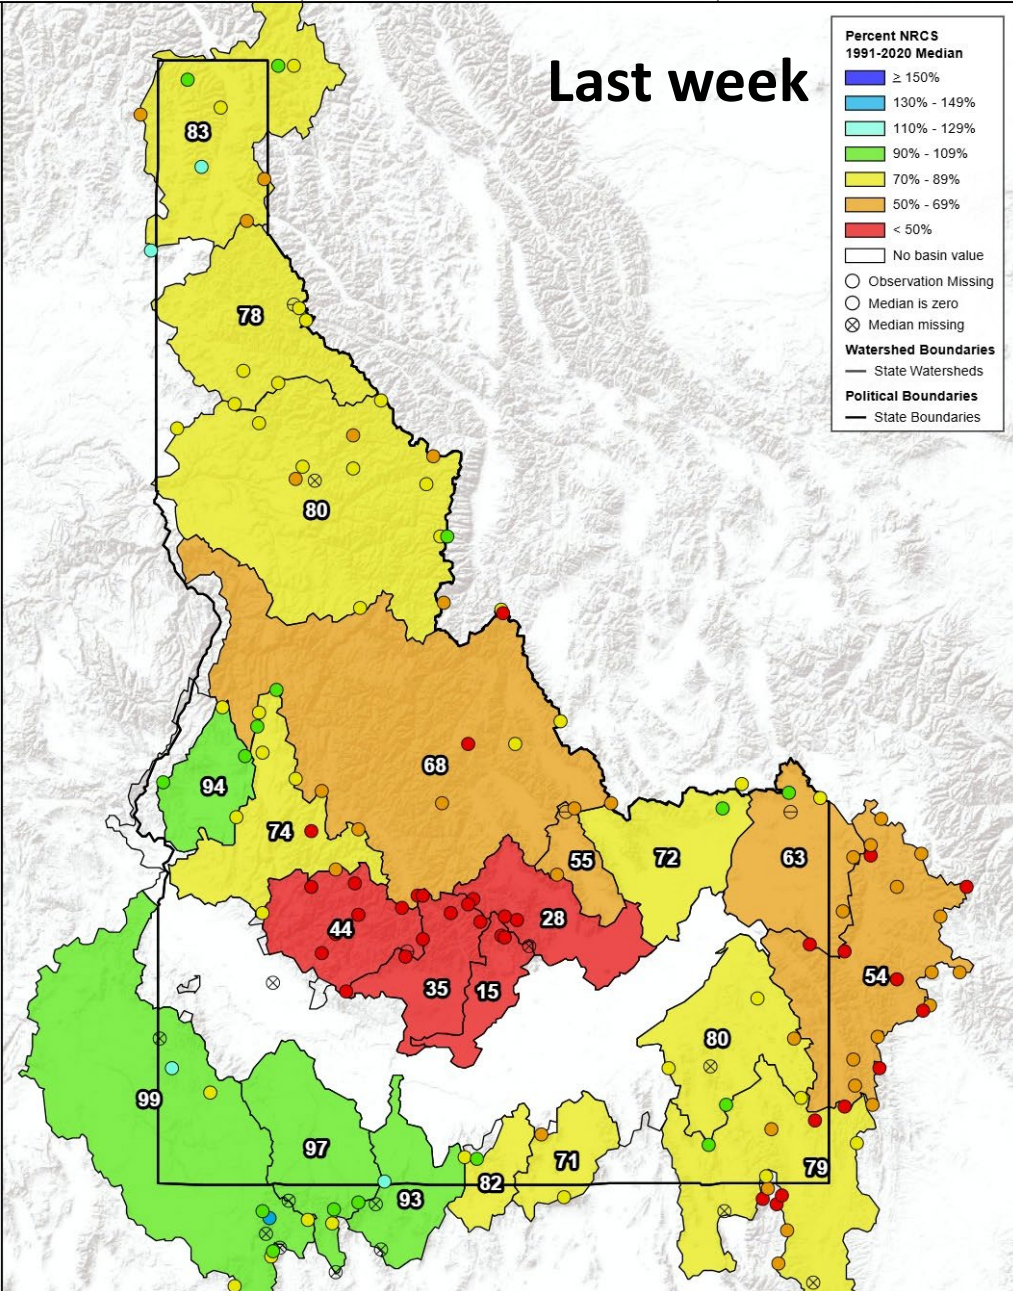 Last week
Percent NRCS
1991-2020 Median
≥ 150%
130% - 149%
110% - 129%
90% - 109%
70% - 89%
50% - 69%
< 50%
No basin value
Observation Missing
Median is zero
Median missing
Watershed Boundaries
State Watersheds
Political Boundaries
State Boundaries
83
78
80
68
94
74
55
72
63
44
28
35
15
54
80
99
97
93
82
71
79